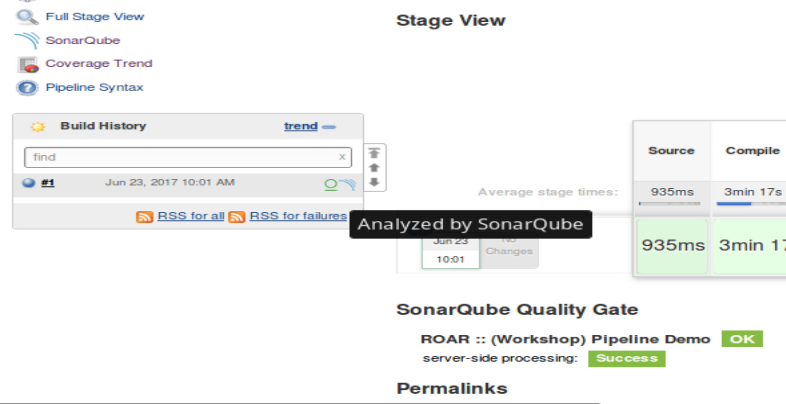 Full Stage View
SonarQube
Coverage Trend
Pipeline Syntax
Build History trend
find x
#1 Jun 23, 2017 10:01 AM
RSS for all RSS for failures
Analyzed by SonarQube
Stage View
Source Compile
Average stage times: 935ms 3min 17s
Jun 23 No
Changes
10:01
935ms 3min 17
SonarQube Quality Gate
ROAR :: (Workshop) Pipeline Demo OK
server-side processing: Success
Permalinks